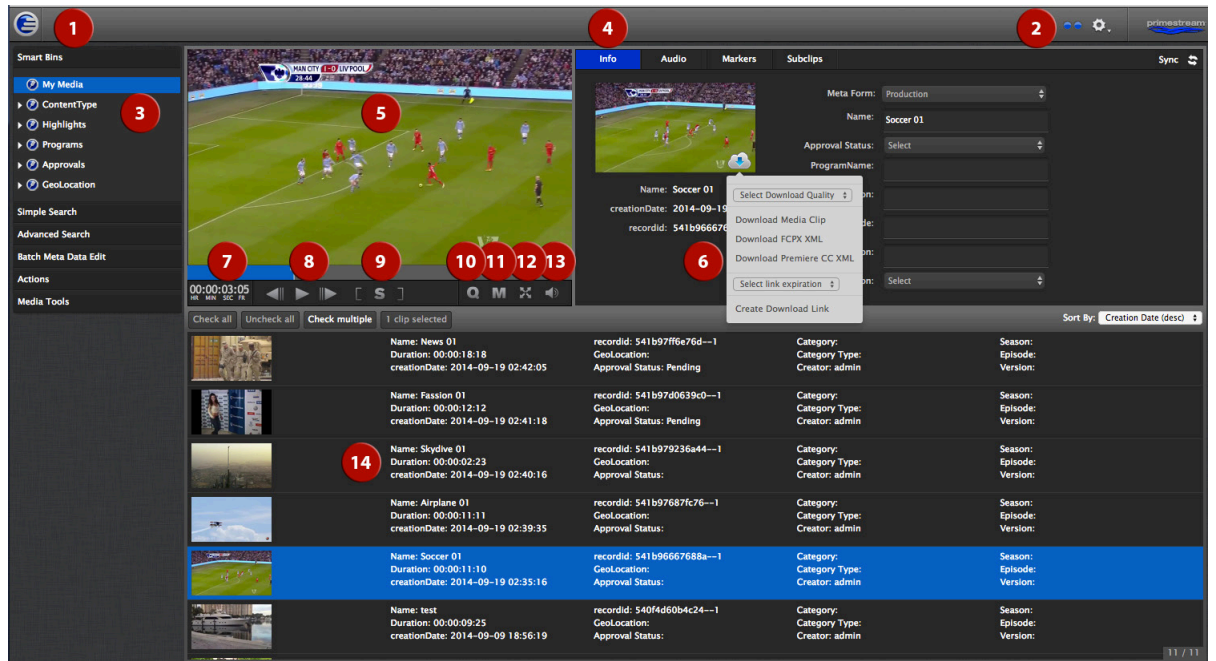 1
4
2
primestream
Smart Bins
My Media
ContentType
Highlights
Programs
Approvals
GeoLocation
3
Simple Search
Advanced Search
Batch Meta Data Edit
Actions
Media Tools
MAN CITY 1-0 LIV'POOL
28:44
5
7
8
9
10
11
12
13
00:00:03:05
HR MIN SEC FR
[ S ]
Q M
Info Audio Markers Subclips Sync
Meta Form: Production
Name: Soccer 01
Approval Status: Select
ProgramName:
Name: Soccer 01
creationDate: 2014-09-19
recordid: 541b966676
on:
de:
on:
on: Select
6
Select Download Quality
Download Media Clip
Download FCPX XML
Download Premiere CC XML
Select link expiration
Create Download Link
Check all Uncheck all Check multiple 1 clip selected Sort By: Creation Date (desc)
Name: News 01 recordid: 541b97ff6e76d--1 Category: Season:
Duration: 00:00:18:18 GeoLocation: Category Type: Episode:
creationDate: 2014-09-19 02:42:05 Approval Status: Pending Creator: admin Version:
Name: Fassion 01 recordid: 541b97d0639c0--1 Category: Season:
Duration: 00:00:12:12 GeoLocation: Category Type: Episode:
creationDate: 2014-09-19 02:41:18 Approval Status: Pending Creator: admin Version:
14
Name: Skydive 01 recordid: 541b979236a44--1 Category: Season:
Duration: 00:00:02:23 GeoLocation: Category Type: Episode:
creationDate: 2014-09-19 02:40:16 Approval Status: Creator: admin Version:
Name: Airplane 01 recordid: 541b97687fc76--1 Category: Season:
Duration: 00:00:11:11 GeoLocation: Category Type: Episode:
creationDate: 2014-09-19 02:39:35 Approval Status: Creator: admin Version:
Name: Soccer 01 recordid: 541b96667688a--1 Category: Season:
Duration: 00:00:11:10 GeoLocation: Category Type: Episode:
creationDate: 2014-09-19 02:35:16 Approval Status: Creator: admin Version:
Name: test recordid: 540f4d60b4c24--1 Category: Season:
Duration: 00:00:09:25 GeoLocation: Category Type: Episode:
creationDate: 2014-09-09 18:56:19 Approval Status: Creator: admin Version:
11 / 11